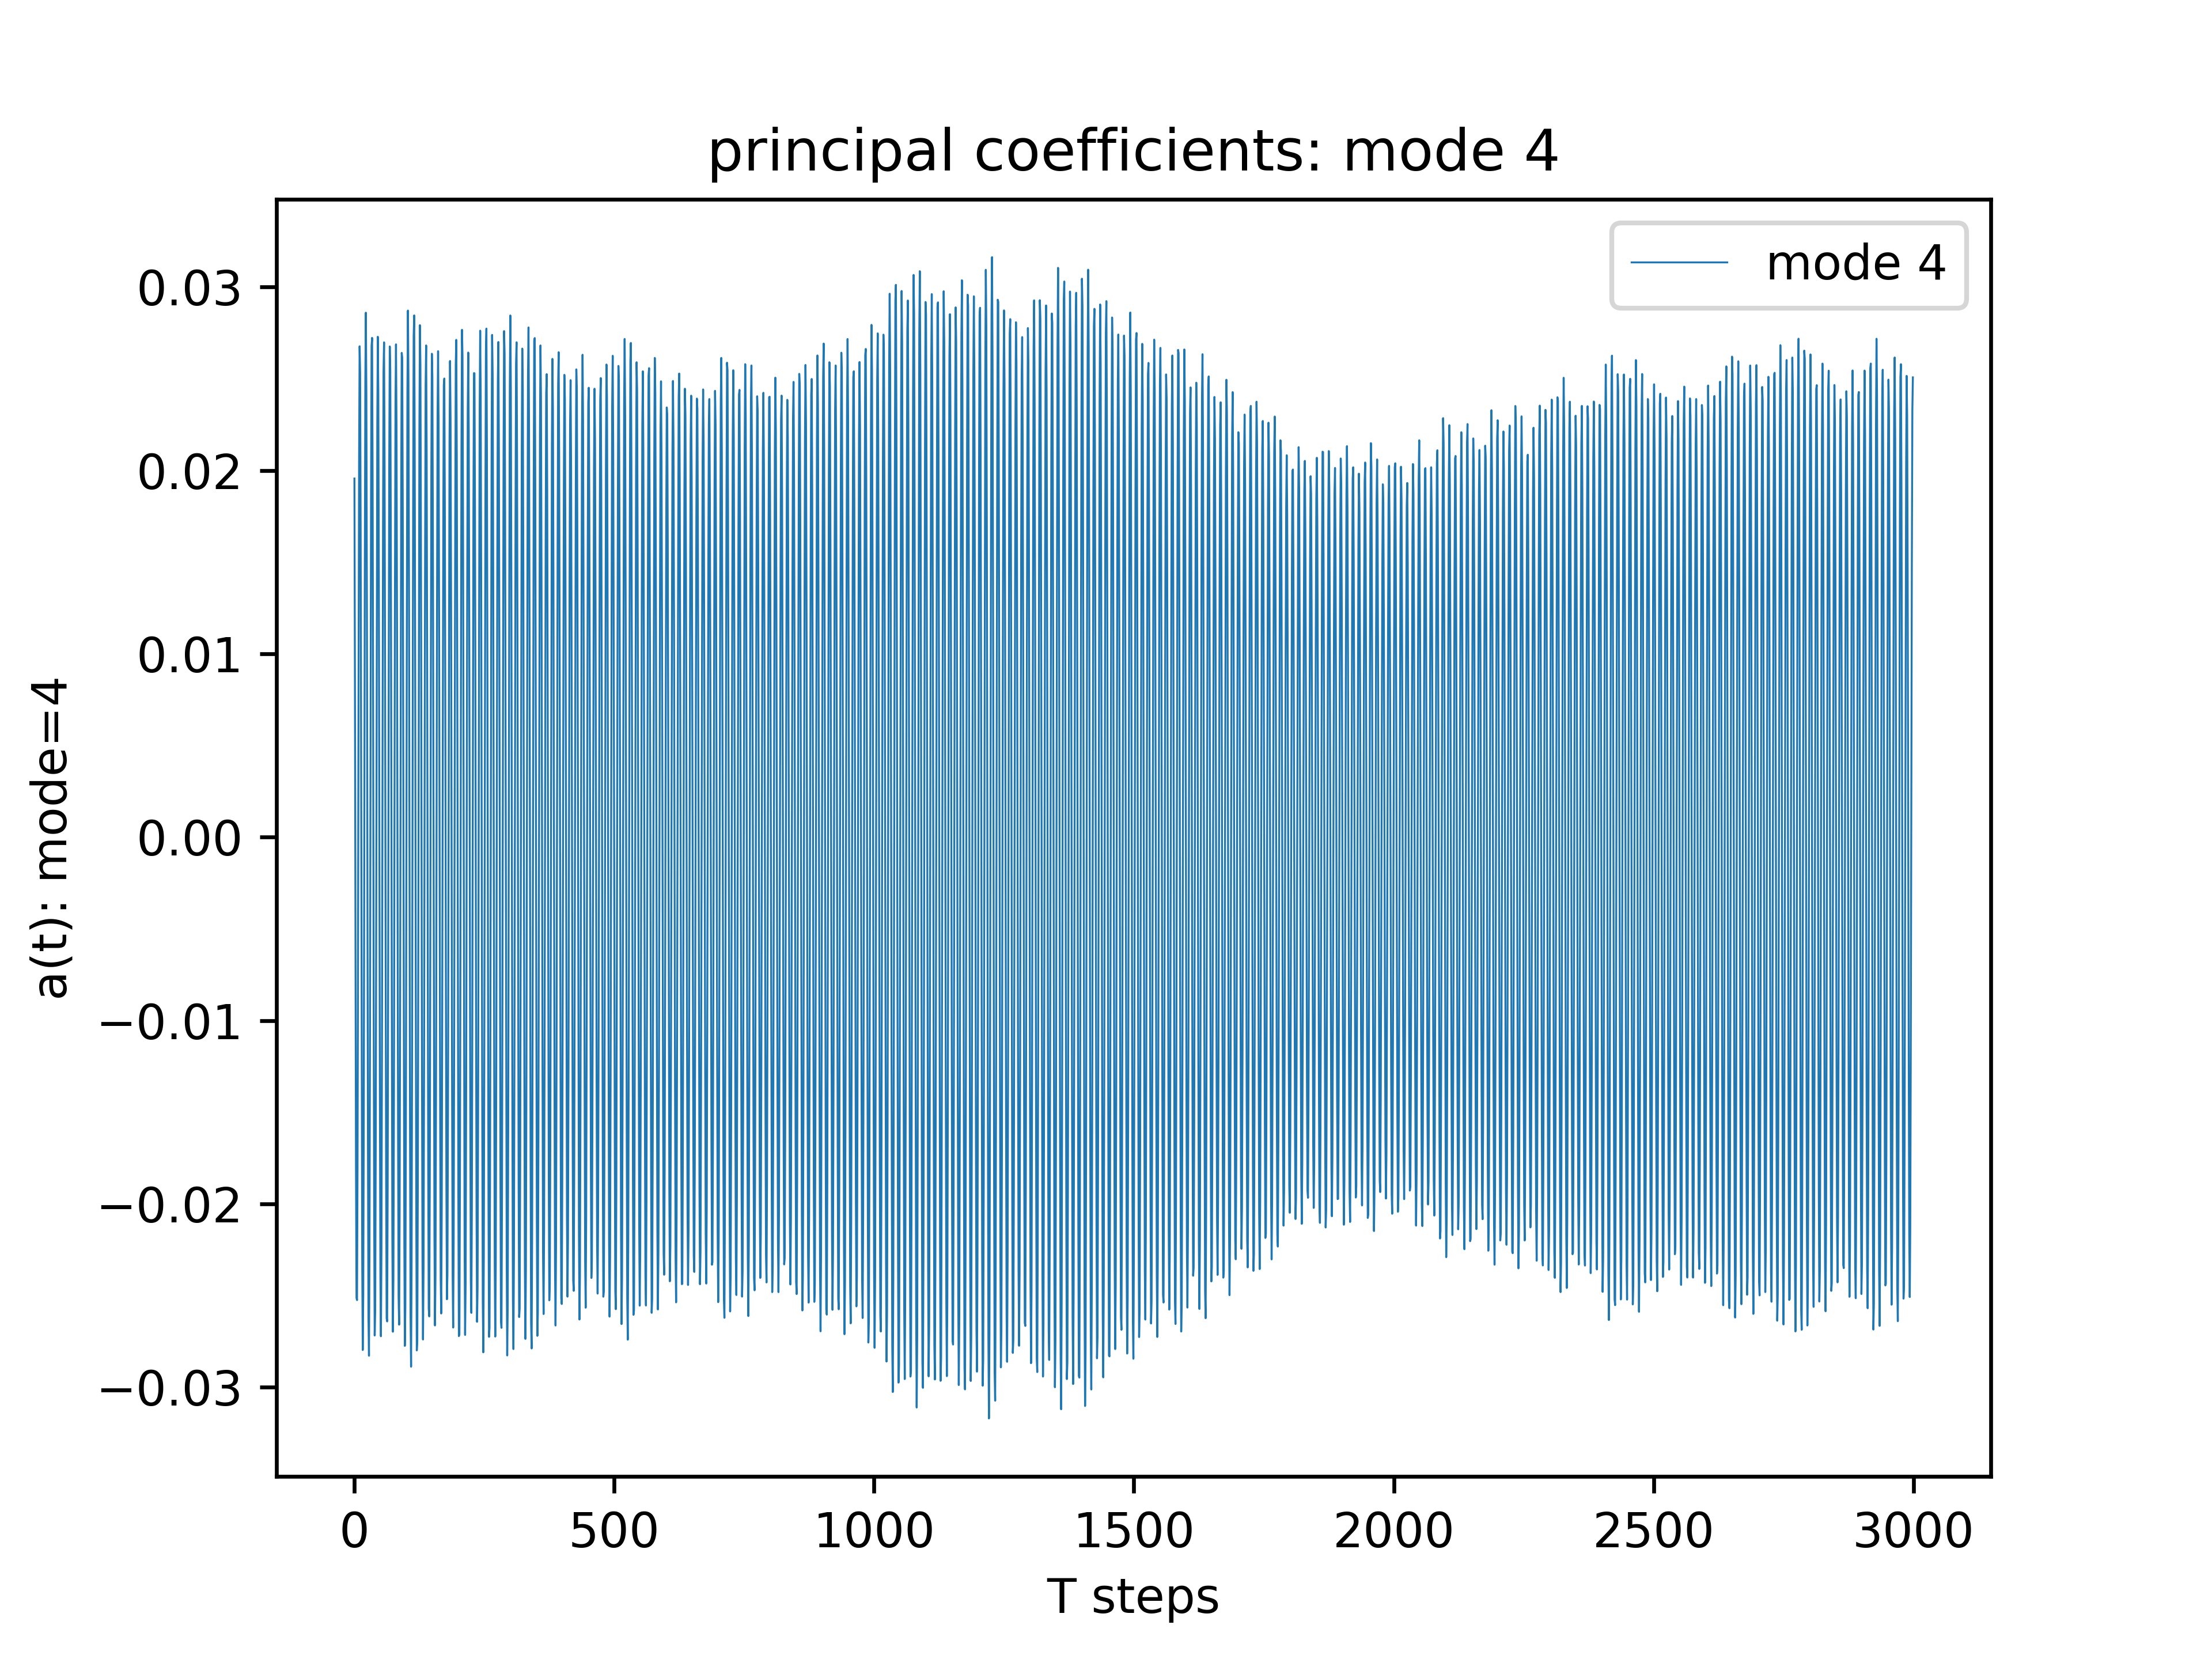 principal coefficients: mode 4
mode 4
0.03
0.02
0.01
0.00
−0.01
−0.02
−0.03
a(t): mode=4
0 500 1000 1500 2000 2500 3000
T steps